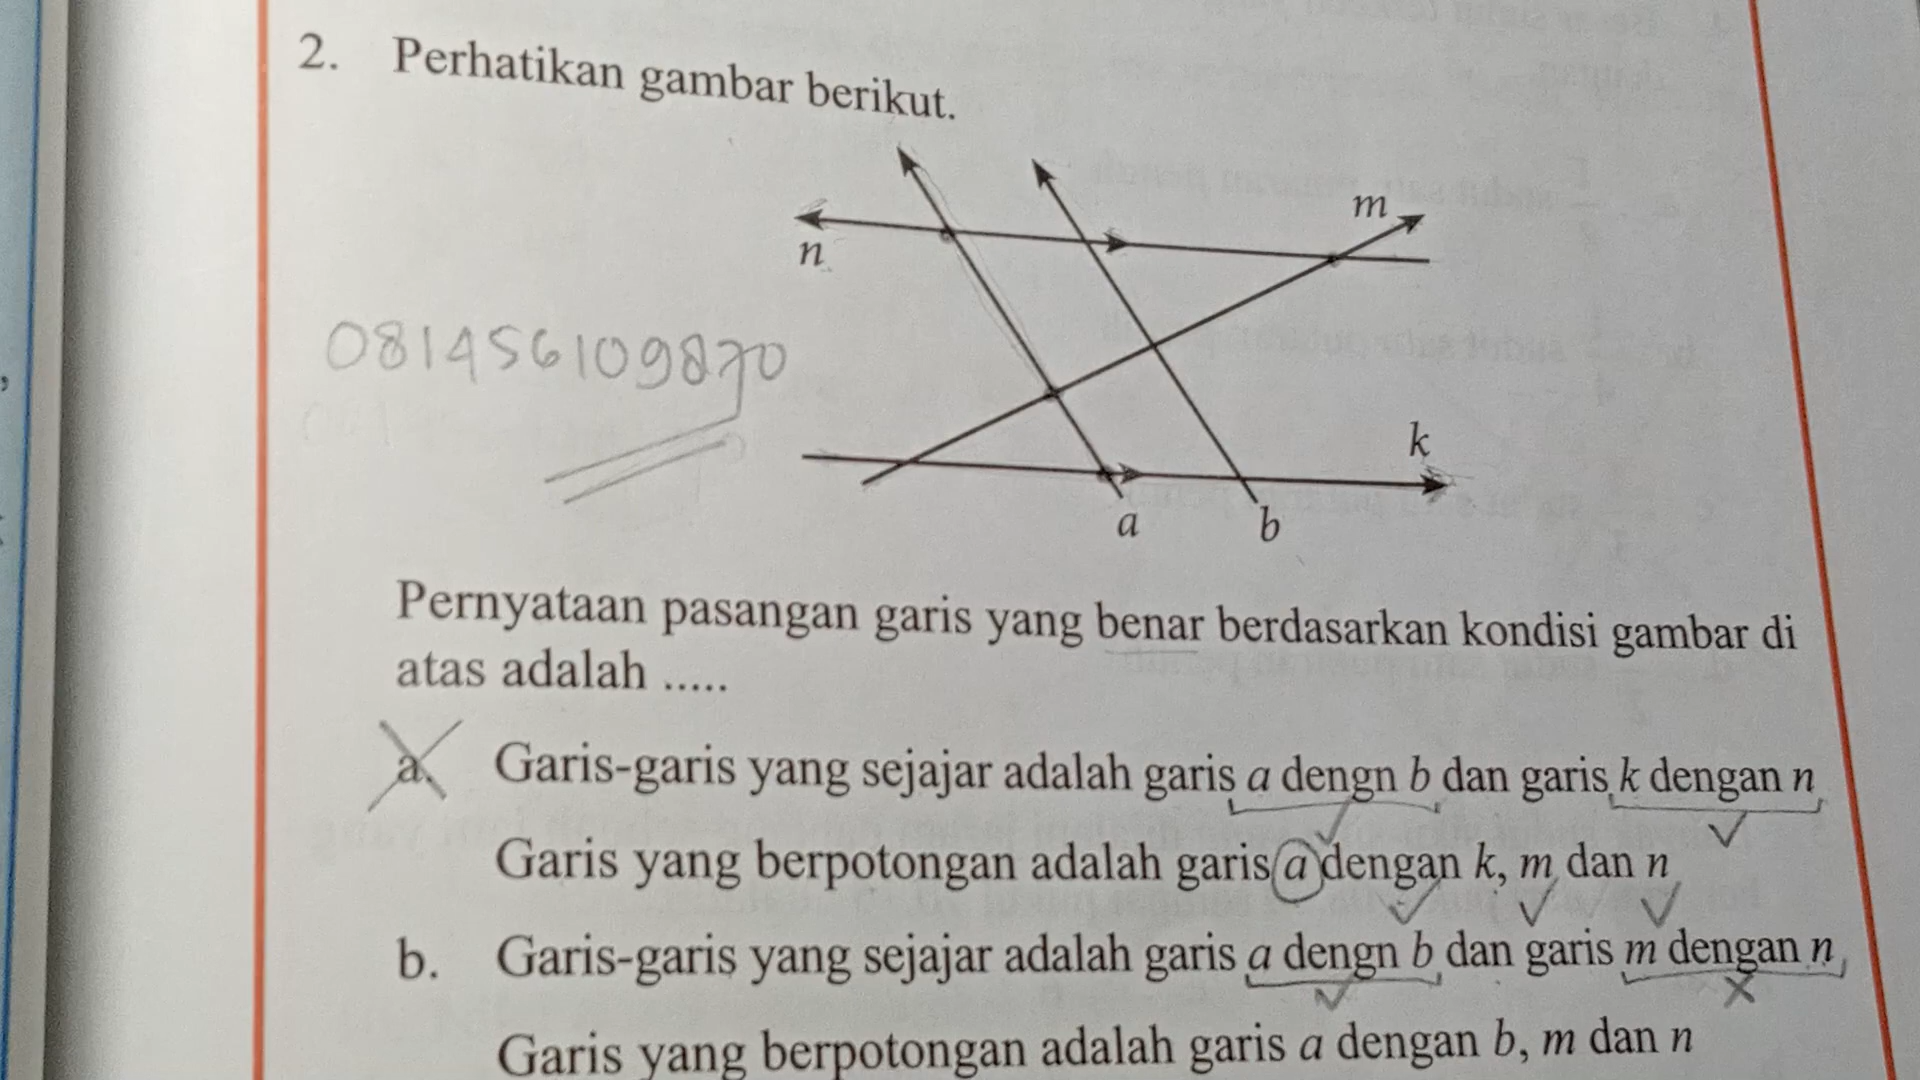 2. Perhatikan gambar berikut.
m
n
081456109870
k
a b
Pernyataan pasangan garis yang benar berdasarkan kondisi gambar di
atas adalah .....
a. Garis-garis yang sejajar adalah garis a dengn b dan garis k dengan n
Garis yang berpotongan adalah garis a dengan k, m dan n
b. Garis-garis yang sejajar adalah garis a dengn b dan garis m dengan n
Garis yang berpotongan adalah garis a dengan b, m dan n